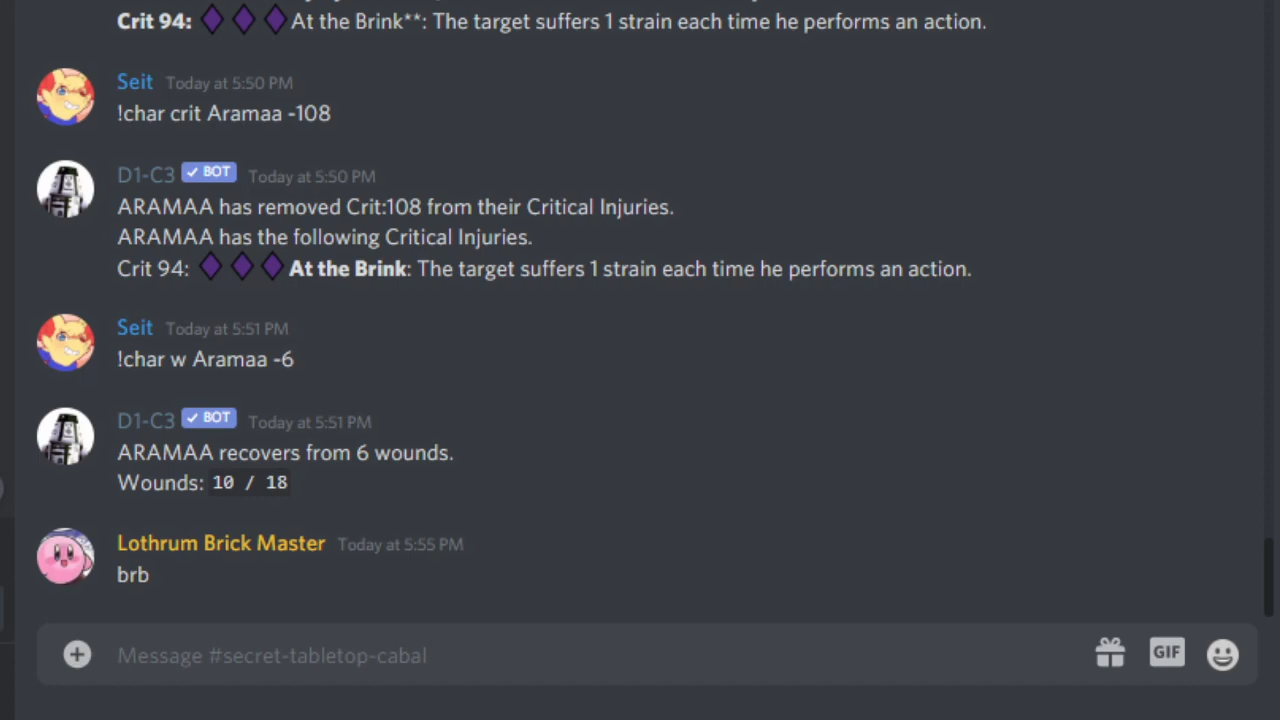 Crit 94: At the Brink**: The target suffers 1 strain each time he performs an action.
Seit Today at 5:50 PM
!char crit Aramaa -108
D1-C3 ✓ BOT Today at 5:50 PM
ARAMAA has removed Crit:108 from their Critical Injuries.
ARAMAA has the following Critical Injuries.
Crit 94: At the Brink: The target suffers 1 strain each time he performs an action.
Seit Today at 5:51 PM
!char w Aramaa -6
D1-C3 ✓ BOT Today at 5:51 PM
ARAMAA recovers from 6 wounds.
Wounds: 10 / 18
Lothrum Brick Master Today at 5:55 PM
brb
Message #secret-tabletop-cabal
GIF